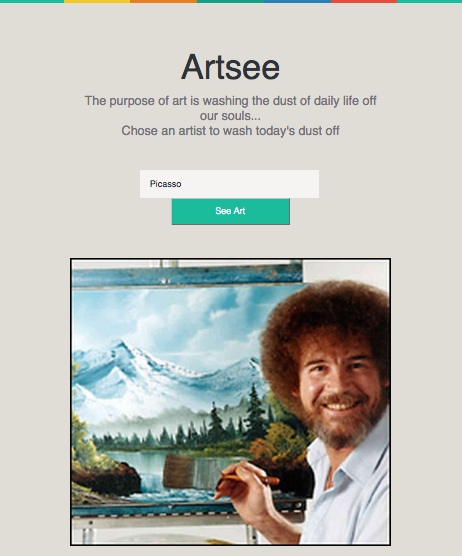 Artsee
The purpose of art is washing the dust of daily life off
our souls...
Chose an artist to wash today's dust off
Picasso
See Art